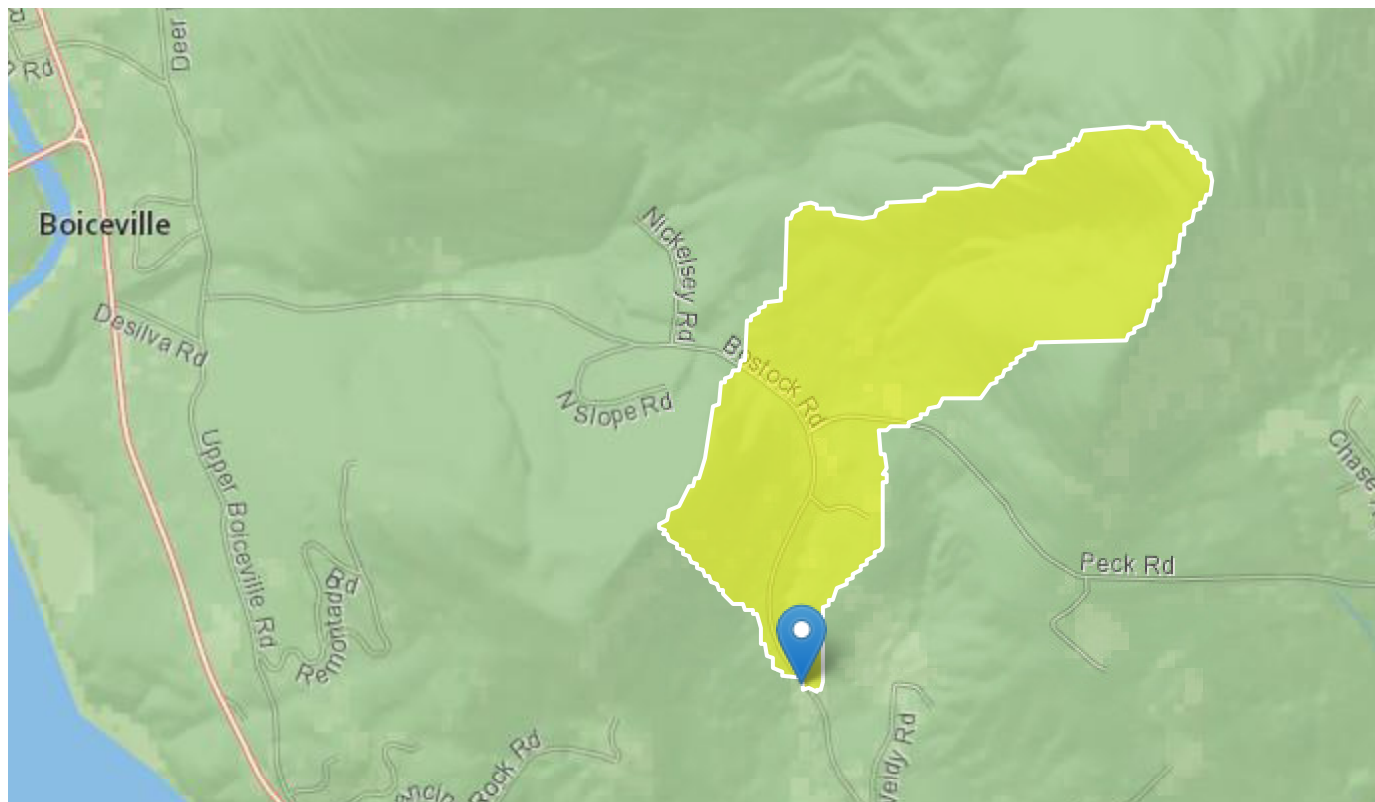 Deer
Rd
Boiceville
Nickelsey Rd
Desilva Rd
Bostock Rd
N Slope Rd
Upper Boiceville Rd
Chase
Peck Rd
Remontado Rd
Rock Rd
Weldy Rd